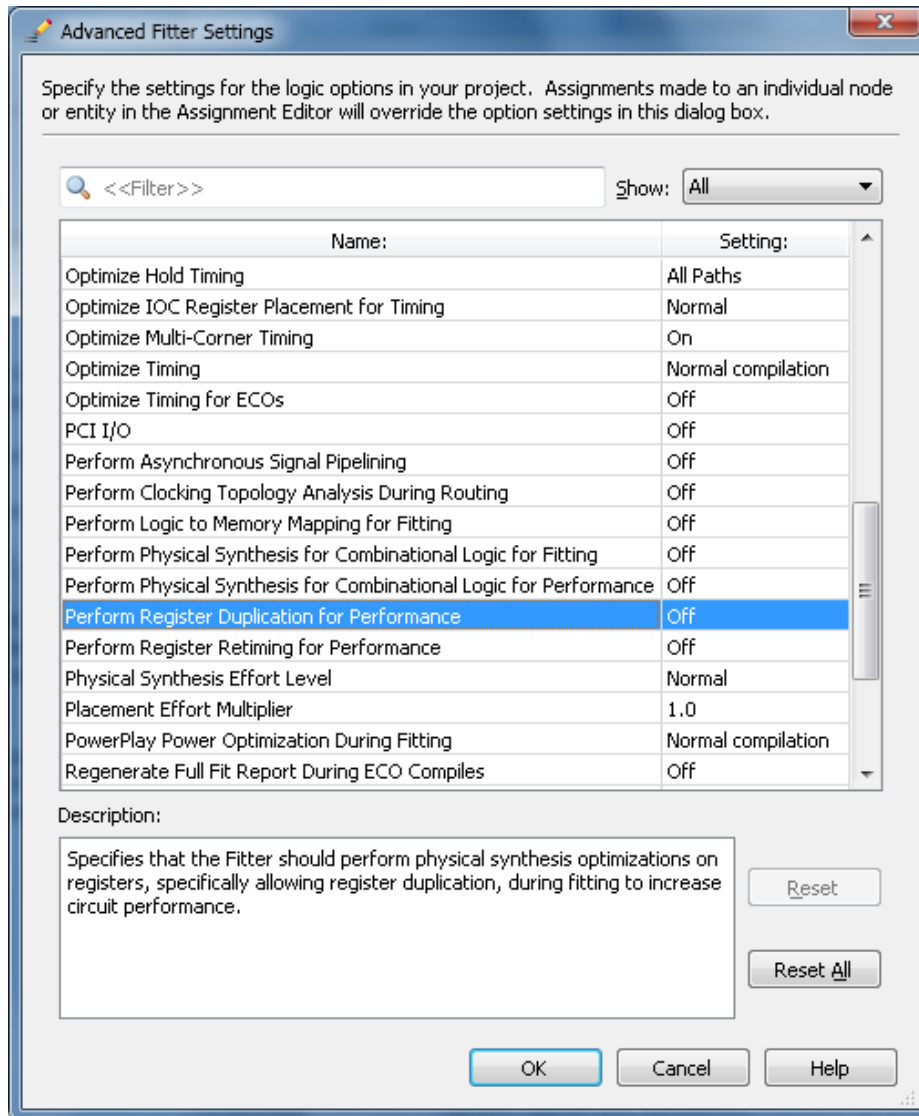 Advanced Fitter Settings
Specify the settings for the logic options in your project.  Assignments made to an individual node
or entity in the Assignment Editor will override the option settings in this dialog box.
<<Filter>> Show: All
Name: Setting:
Optimize Hold Timing All Paths
Optimize IOC Register Placement for Timing Normal
Optimize Multi-Corner Timing On
Optimize Timing Normal compilation
Optimize Timing for ECOs Off
PCI I/O Off
Perform Asynchronous Signal Pipelining Off
Perform Clocking Topology Analysis During Routing Off
Perform Logic to Memory Mapping for Fitting Off
Perform Physical Synthesis for Combinational Logic for Fitting Off
Perform Physical Synthesis for Combinational Logic for Performance Off
Perform Register Duplication for Performance Off
Perform Register Retiming for Performance Off
Physical Synthesis Effort Level Normal
Placement Effort Multiplier 1.0
PowerPlay Power Optimization During Fitting Normal compilation
Regenerate Full Fit Report During ECO Compiles Off
Description:
Specifies that the Fitter should perform physical synthesis optimizations on
registers, specifically allowing register duplication, during fitting to increase
circuit performance.
Reset
Reset All
OK Cancel Help